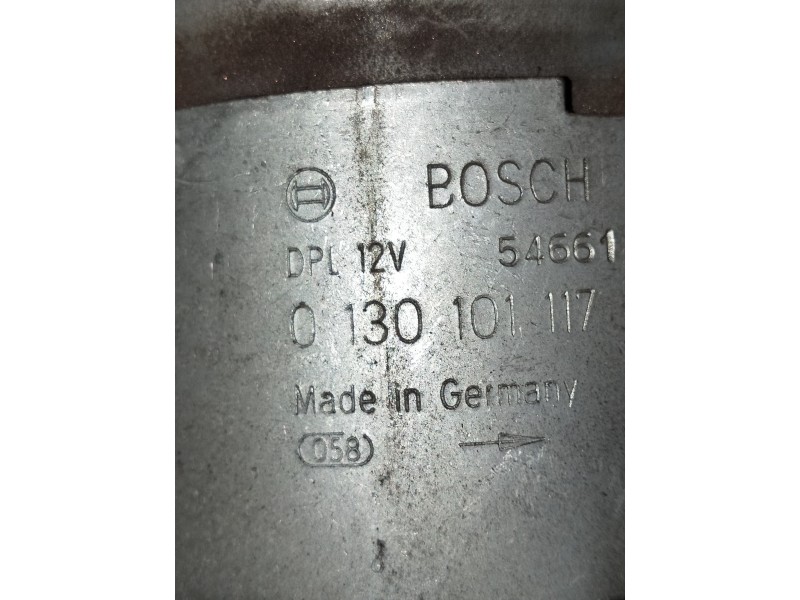 BOSCH
DPL 12V 54661
0 130 101 117
Made in Germany
058